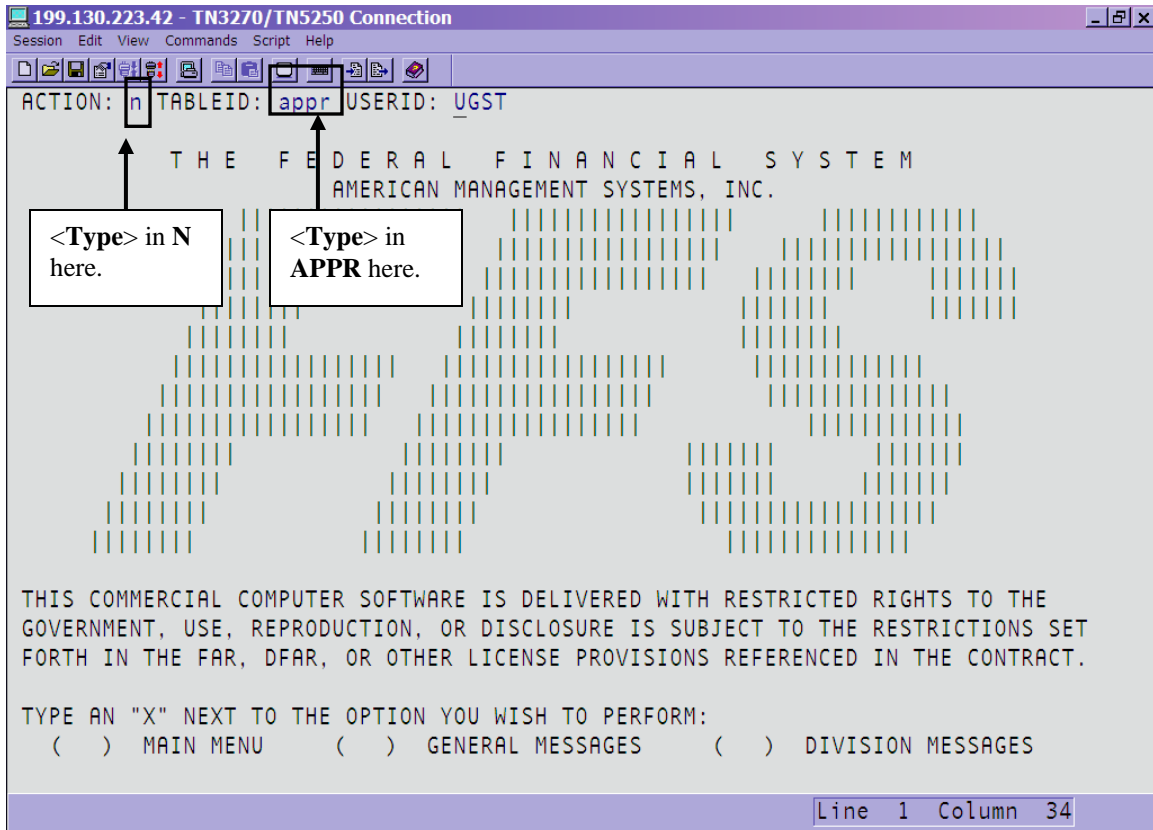 199.130.223.42 - TN3270/TN5250 Connection
Session Edit View Commands Script Help
ACTION: n TABLEID: appr USERID: UGST
T H E F E D E R A L F I N A N C I A L S Y S T E M
AMERICAN MANAGEMENT SYSTEMS, INC.
<Type> in N
here.
<Type> in
APPR here.
THIS COMMERCIAL COMPUTER SOFTWARE IS DELIVERED WITH RESTRICTED RIGHTS TO THE
GOVERNMENT, USE, REPRODUCTION, OR DISCLOSURE IS SUBJECT TO THE RESTRICTIONS SET
FORTH IN THE FAR, DFAR, OR OTHER LICENSE PROVISIONS REFERENCED IN THE CONTRACT.
TYPE AN "X" NEXT TO THE OPTION YOU WISH TO PERFORM:
( ) MAIN MENU ( ) GENERAL MESSAGES ( ) DIVISION MESSAGES
Line 1 Column 34